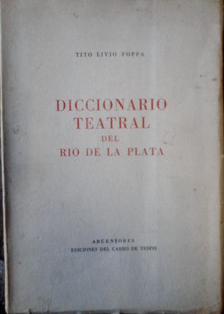 TITO LIVIO FOPPA
DICCIONARIO
TEATRAL
DEL
RIO DE LA PLATA
ARGENTORES
EDICIONES DEL CARRO DE TESPIS